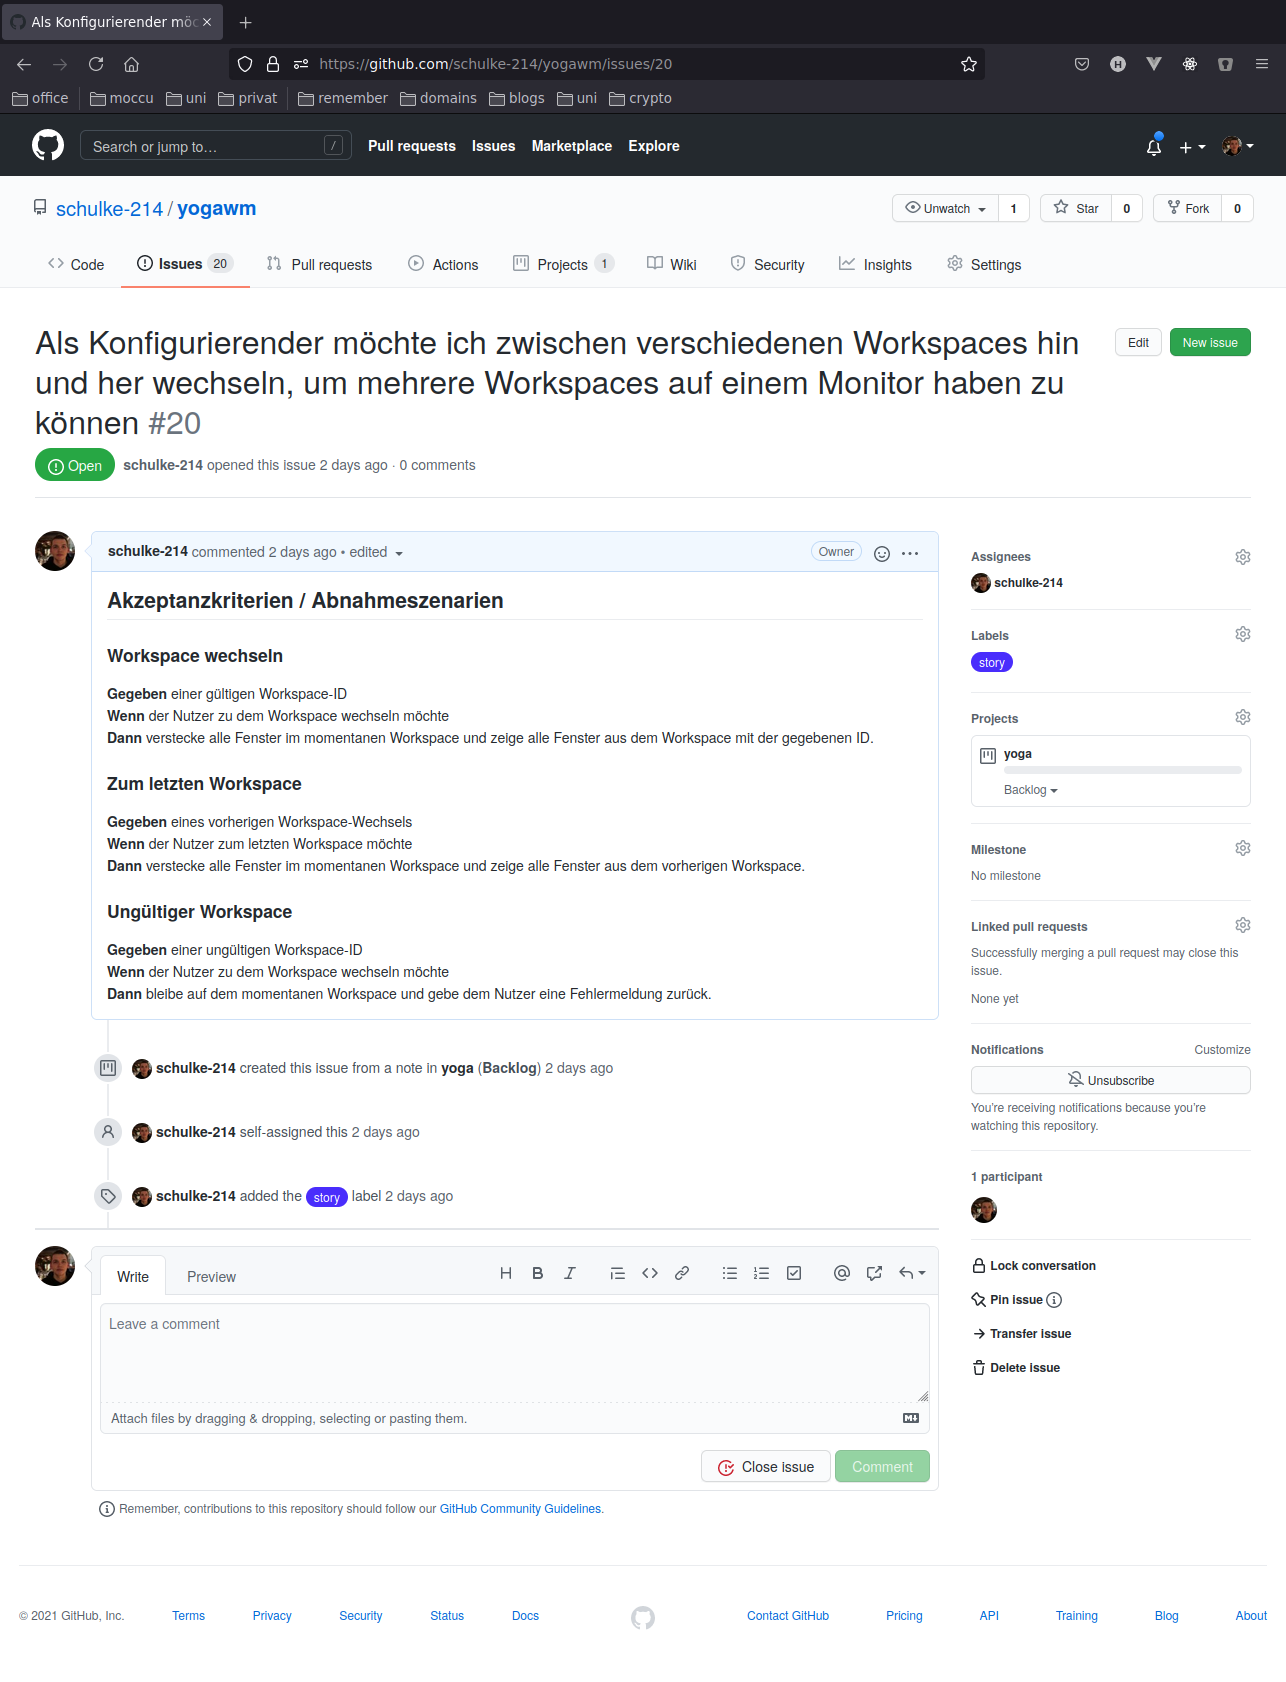 Als Konfigurierender möc
https://github.com/schulke-214/yogawm/issues/20
office moccu uni privat remember domains blogs uni crypto
Search or jump to… / Pull requests Issues Marketplace Explore
schulke-214 / yogawm Unwatch 1 Star 0 Fork 0
Code Issues 20 Pull requests Actions Projects 1 Wiki Security Insights Settings
Als Konfigurierender möchte ich zwischen verschiedenen Workspaces hin
und her wechseln, um mehrere Workspaces auf einem Monitor haben zu
können #20
Edit New issue
Open schulke-214 opened this issue 2 days ago · 0 comments
schulke-214 commented 2 days ago • edited Owner
Akzeptanzkriterien / Abnahmeszenarien
Workspace wechseln
Gegeben einer gültigen Workspace-ID
Wenn der Nutzer zu dem Workspace wechseln möchte
Dann verstecke alle Fenster im momentanen Workspace und zeige alle Fenster aus dem Workspace mit der gegebenen ID.
Zum letzten Workspace
Gegeben eines vorherigen Workspace-Wechsels
Wenn der Nutzer zum letzten Workspace möchte
Dann verstecke alle Fenster im momentanen Workspace und zeige alle Fenster aus dem vorherigen Workspace.
Ungültiger Workspace
Gegeben einer ungültigen Workspace-ID
Wenn der Nutzer zu dem Workspace wechseln möchte
Dann bleibe auf dem momentanen Workspace und gebe dem Nutzer eine Fehlermeldung zurück.
schulke-214 created this issue from a note in yoga (Backlog) 2 days ago
schulke-214 self-assigned this 2 days ago
schulke-214 added the story label 2 days ago
Write Preview
H B I
Leave a comment
Attach files by dragging & dropping, selecting or pasting them.
Close issue Comment
Remember, contributions to this repository should follow our GitHub Community Guidelines.
Assignees
schulke-214
Labels
story
Projects
yoga
Backlog
Milestone
No milestone
Linked pull requests
Successfully merging a pull request may close this
issue.
None yet
Notifications Customize
Unsubscribe
You're receiving notifications because you're
watching this repository.
1 participant
Lock conversation
Pin issue
Transfer issue
Delete issue
© 2021 GitHub, Inc. Terms Privacy Security Status Docs Contact GitHub Pricing API Training Blog About